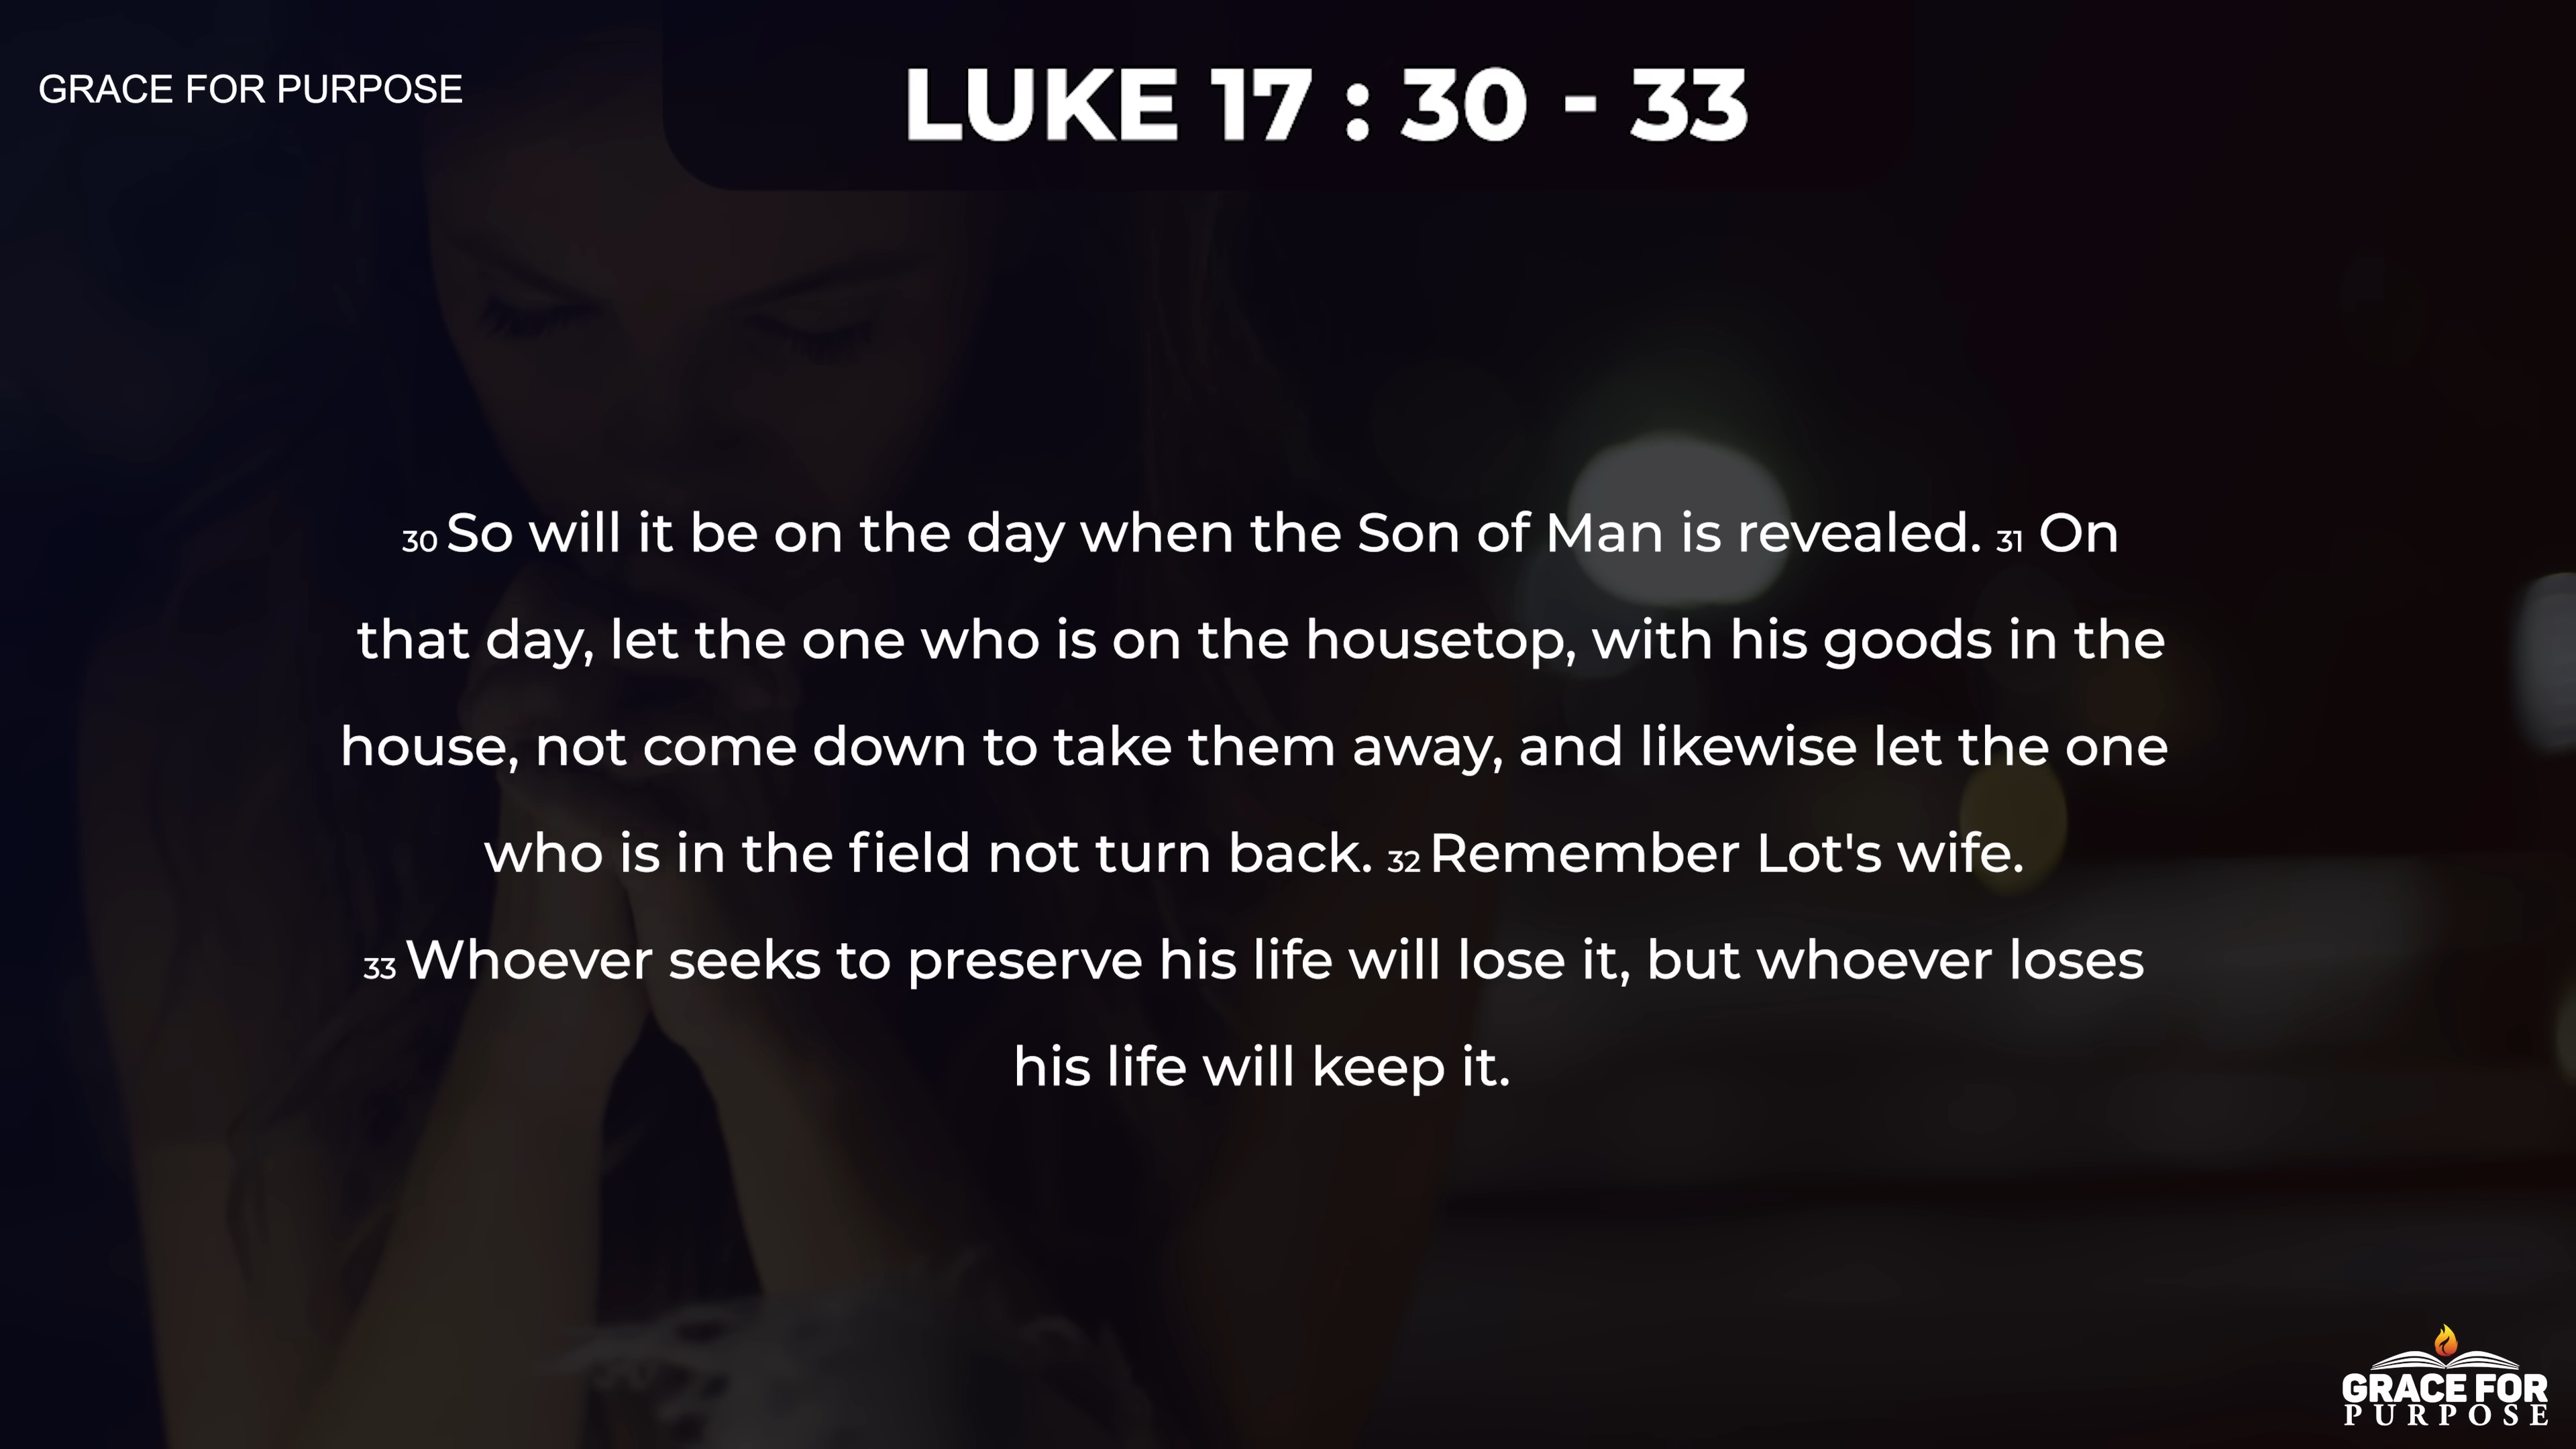 GRACE FOR PURPOSE
LUKE 17 : 30 - 33
30 So will it be on the day when the Son of Man is revealed. 31 On
that day, let the one who is on the housetop, with his goods in the
house, not come down to take them away, and likewise let the one
who is in the field not turn back. 32 Remember Lot's wife.
33 Whoever seeks to preserve his life will lose it, but whoever loses
his life will keep it.
GRACE FOR
PURPOSE